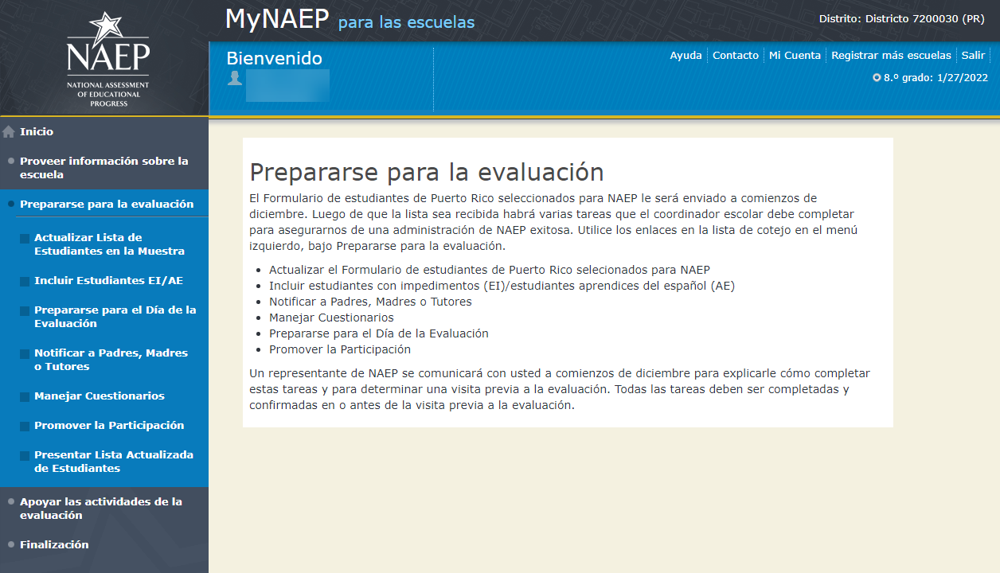 MyNAEP para las escuelas
Distrito: Districto 7200030 (PR)
NAEP
NATIONAL ASSESSMENT
OF EDUCATIONAL
PROGRESS
Bienvenido
Ayuda
Contacto
Mi Cuenta
Registrar más escuelas
Salir
8.º grado: 1/27/2022
Inicio
Proveer información sobre la
escuela
Prepararse para la evaluación
Actualizar Lista de
Estudiantes en la Muestra
Incluir Estudiantes EI/AE
Prepararse para el Día de la
Evaluación
Notificar a Padres, Madres
o Tutores
Manejar Cuestionarios
Promover la Participación
Presentar Lista Actualizada
de Estudiantes
Apoyar las actividades de la
evaluación
Finalización
Prepararse para la evaluación
El Formulario de estudiantes de Puerto Rico seleccionados para NAEP le será enviado a comienzos de
diciembre. Luego de que la lista sea recibida habrá varias tareas que el coordinador escolar debe completar
para asegurarnos de una administración de NAEP exitosa. Utilice los enlaces en la lista de cotejo en el menú
izquierdo, bajo Prepararse para la evaluación.
Actualizar el Formulario de estudiantes de Puerto Rico selecionados para NAEP
Incluir estudiantes con impedimentos (EI)/estudiantes aprendices del español (AE)
Notificar a Padres, Madres o Tutores
Manejar Cuestionarios
Prepararse para el Día de la Evaluación
Promover la Participación
Un representante de NAEP se comunicará con usted a comienzos de diciembre para explicarle cómo completar
estas tareas y para determinar una visita previa a la evaluación. Todas las tareas deben ser completadas y
confirmadas en o antes de la visita previa a la evaluación.